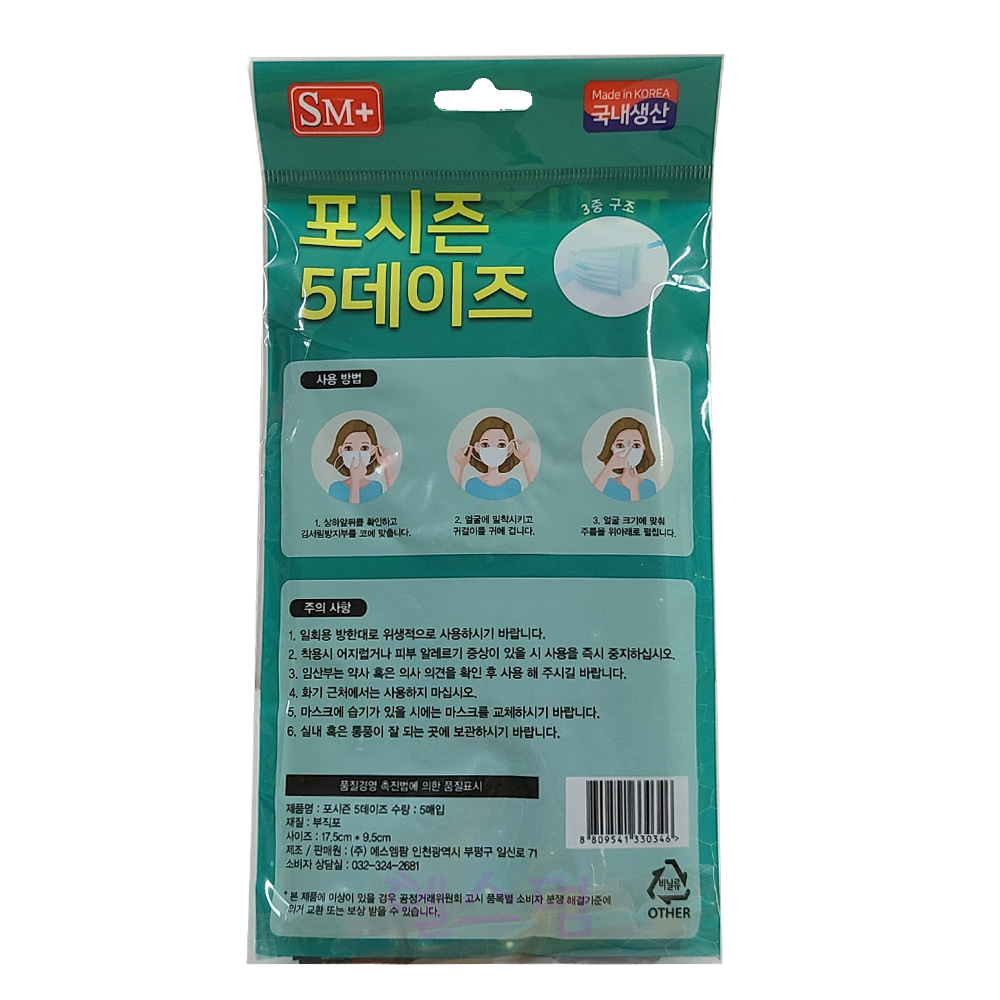 SM+
Made in KOREA
국내생산
포시즌
5데이즈
3중 구조
사용 방법
1. 상하앞뒤를 확인하고
김서림방지부를 코에 맞춥니다.
2. 얼굴에 밀착시키고
귀걸이를 귀에 겁니다.
3. 얼굴 크기에 맞춰
주름을 위아래로 펼칩니다.
주의 사항
1. 일회용 방한대로 위생적으로 사용하시기 바랍니다.
2. 착용시 어지럽거나 피부 알레르기 증상이 있을 시 사용을 즉시 중지하십시오.
3. 임산부는 약사 혹은 의사 의견을 확인 후 사용 해 주시길 바랍니다.
4. 화기 근처에서는 사용하지 마십시오.
5. 마스크에 습기가 있을 시에는 마스크를 교체하시기 바랍니다.
6. 실내 혹은 통풍이 잘 되는 곳에 보관하시기 바랍니다.
품질경영 촉진법에 의한 품질표시
제품명 : 포시즌 5데이즈 수량 : 5매입
재질 : 부직포
사이즈 : 17.5cm * 9.5cm
제조 / 판매원 : (주) 에스엠팜 인천광역시 부평구 일신로 71
소비자 상담실 : 032-324-2681
* 본 제품에 이상이 있을 경우 공정거래위원회 고시 품목별 소비자 분쟁 해결기준에
의거 교환 또는 보상 받을 수 있습니다.
8 809541 330346 >
비닐류
OTHER
헬스펌